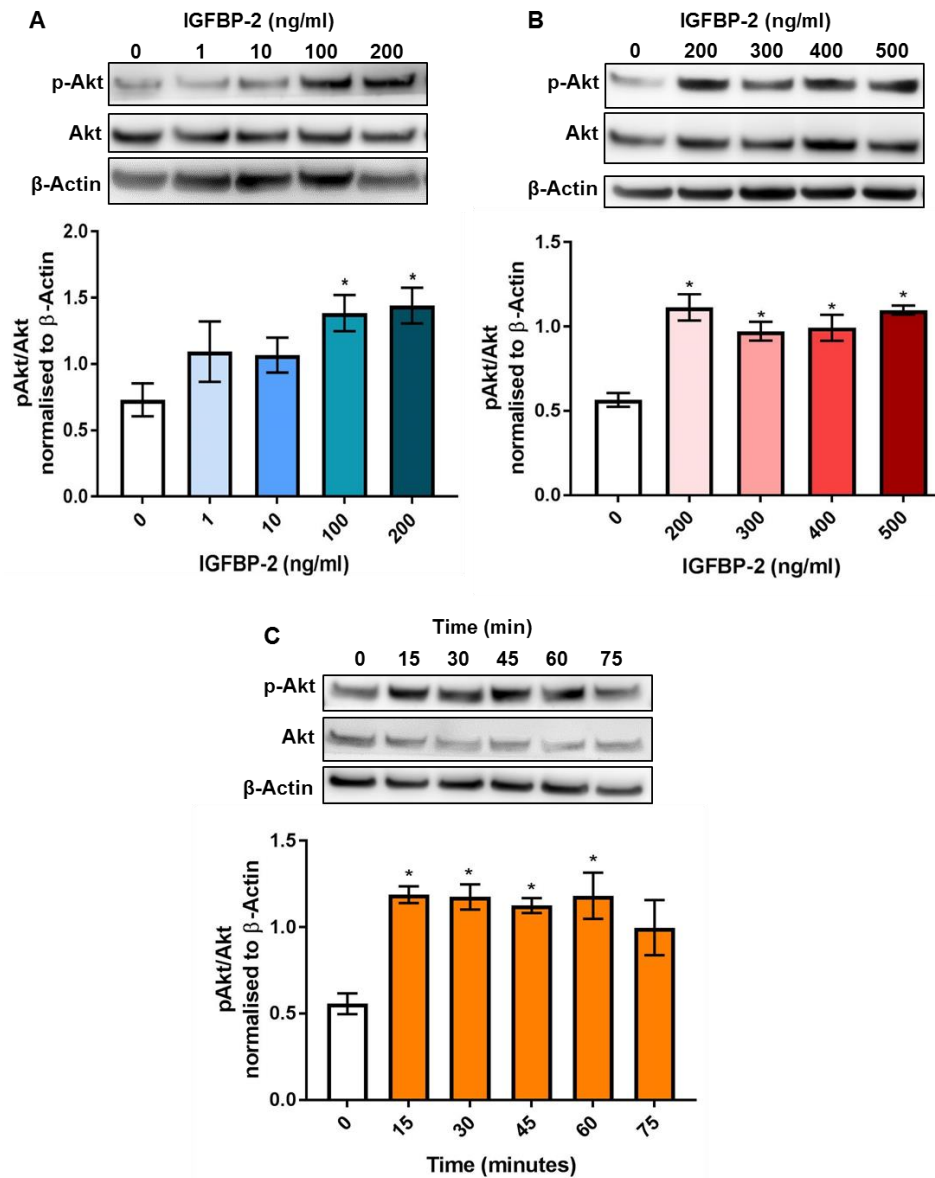 A
IGFBP-2 (ng/ml)
0 1 10 100 200
p-Akt
Akt
β-Actin
2.0
1.5
1.0
0.5
0.0
pAkt/Akt
normalised to β-Actin
* *
0 1 10 100 200
IGFBP-2 (ng/ml)
B
IGFBP-2 (ng/ml)
0 200 300 400 500
p-Akt
Akt
β-Actin
1.5
1.0
0.5
0.0
pAkt/Akt
normalised to β-Actin
* * * *
0 200 300 400 500
IGFBP-2 (ng/ml)
C
Time (min)
0 15 30 45 60 75
p-Akt
Akt
β-Actin
1.5
1.0
0.5
0.0
pAkt/Akt
normalised to β-Actin
* * * *
0 15 30 45 60 75
Time (minutes)